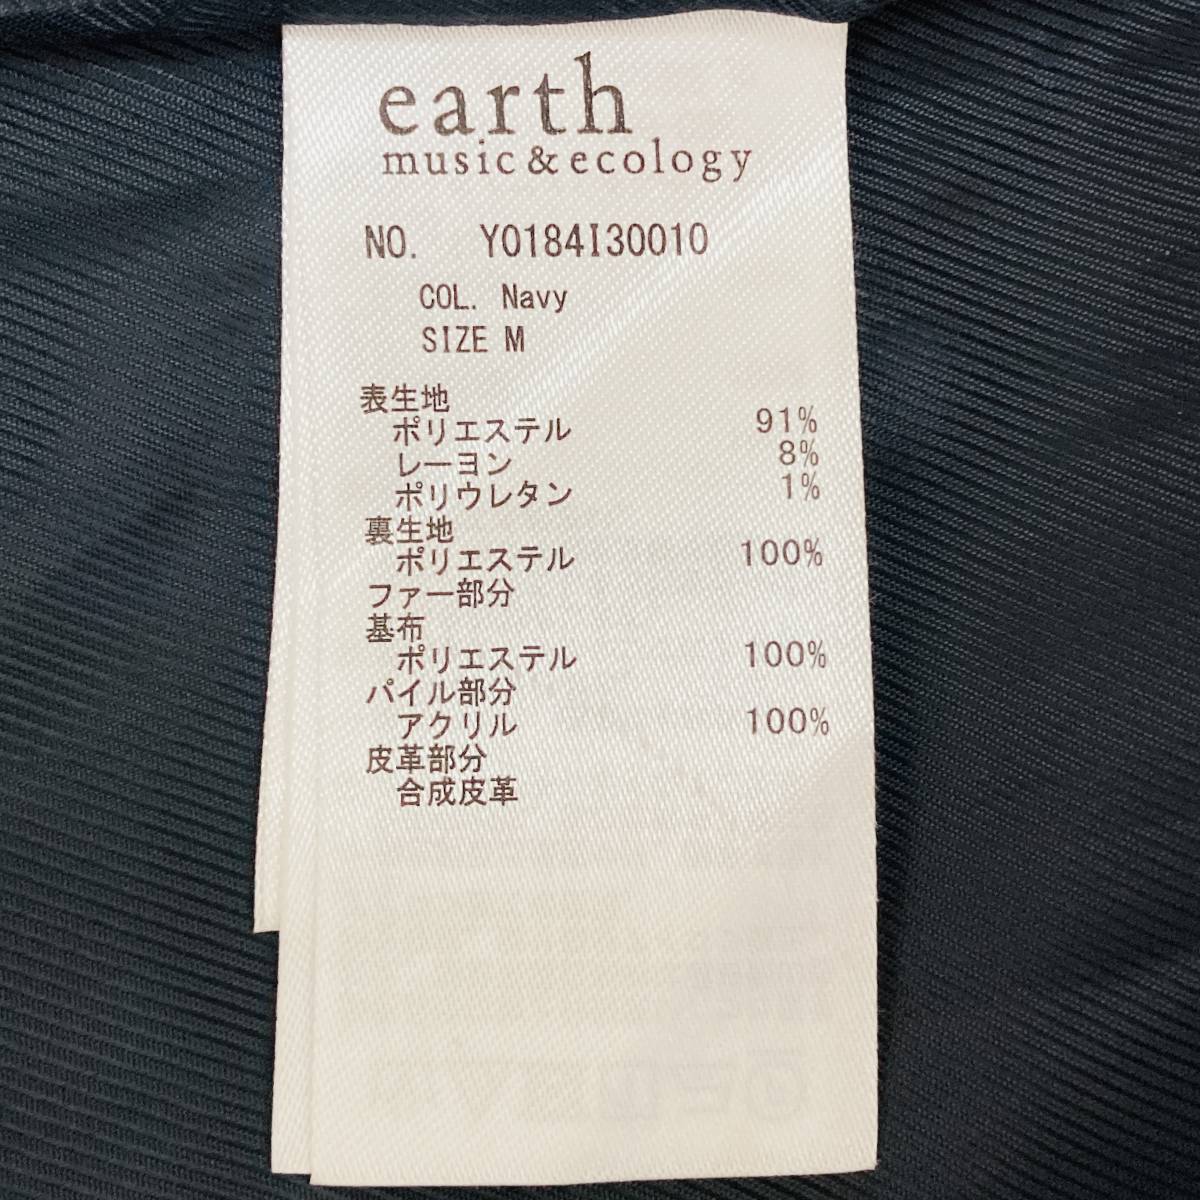 earth
music & ecology
NO. Y0184I30010
COL. Navy
SIZE M
表生地
ポリエステル 91%
レーヨン 8%
ポリウレタン 1%
裏生地
ポリエステル 100%
ファー部分
基布
ポリエステル 100%
パイル部分
アクリル 100%
皮革部分
合成皮革